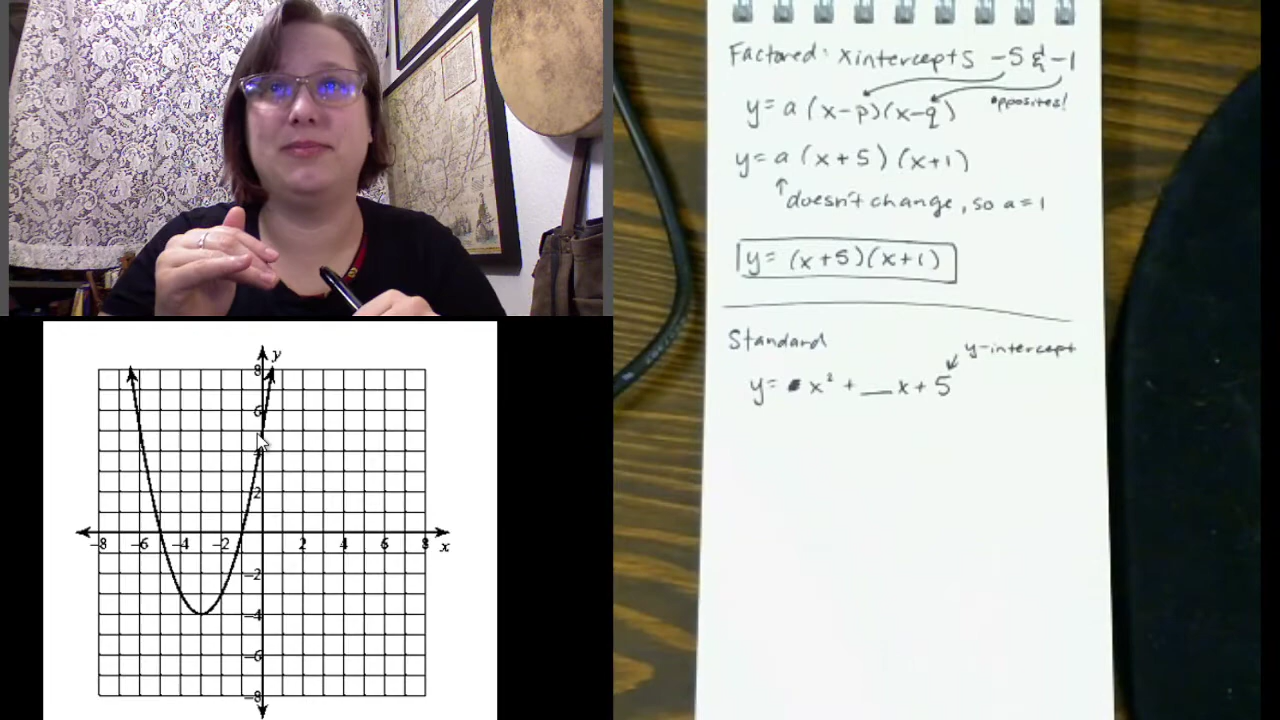 Factored: x intercepts -5 & -1
y = a (x-p)(x-q) opposites!
y = a (x+5) (x+1)
↑ doesn't change, so a = 1
y = (x+5)(x+1)
Standard
y-intercept
y = x² + __ x + 5
y
8
6
4
2
-8 -6 -4 -2 2 4 6 8 x
-2
-4
-6
-8